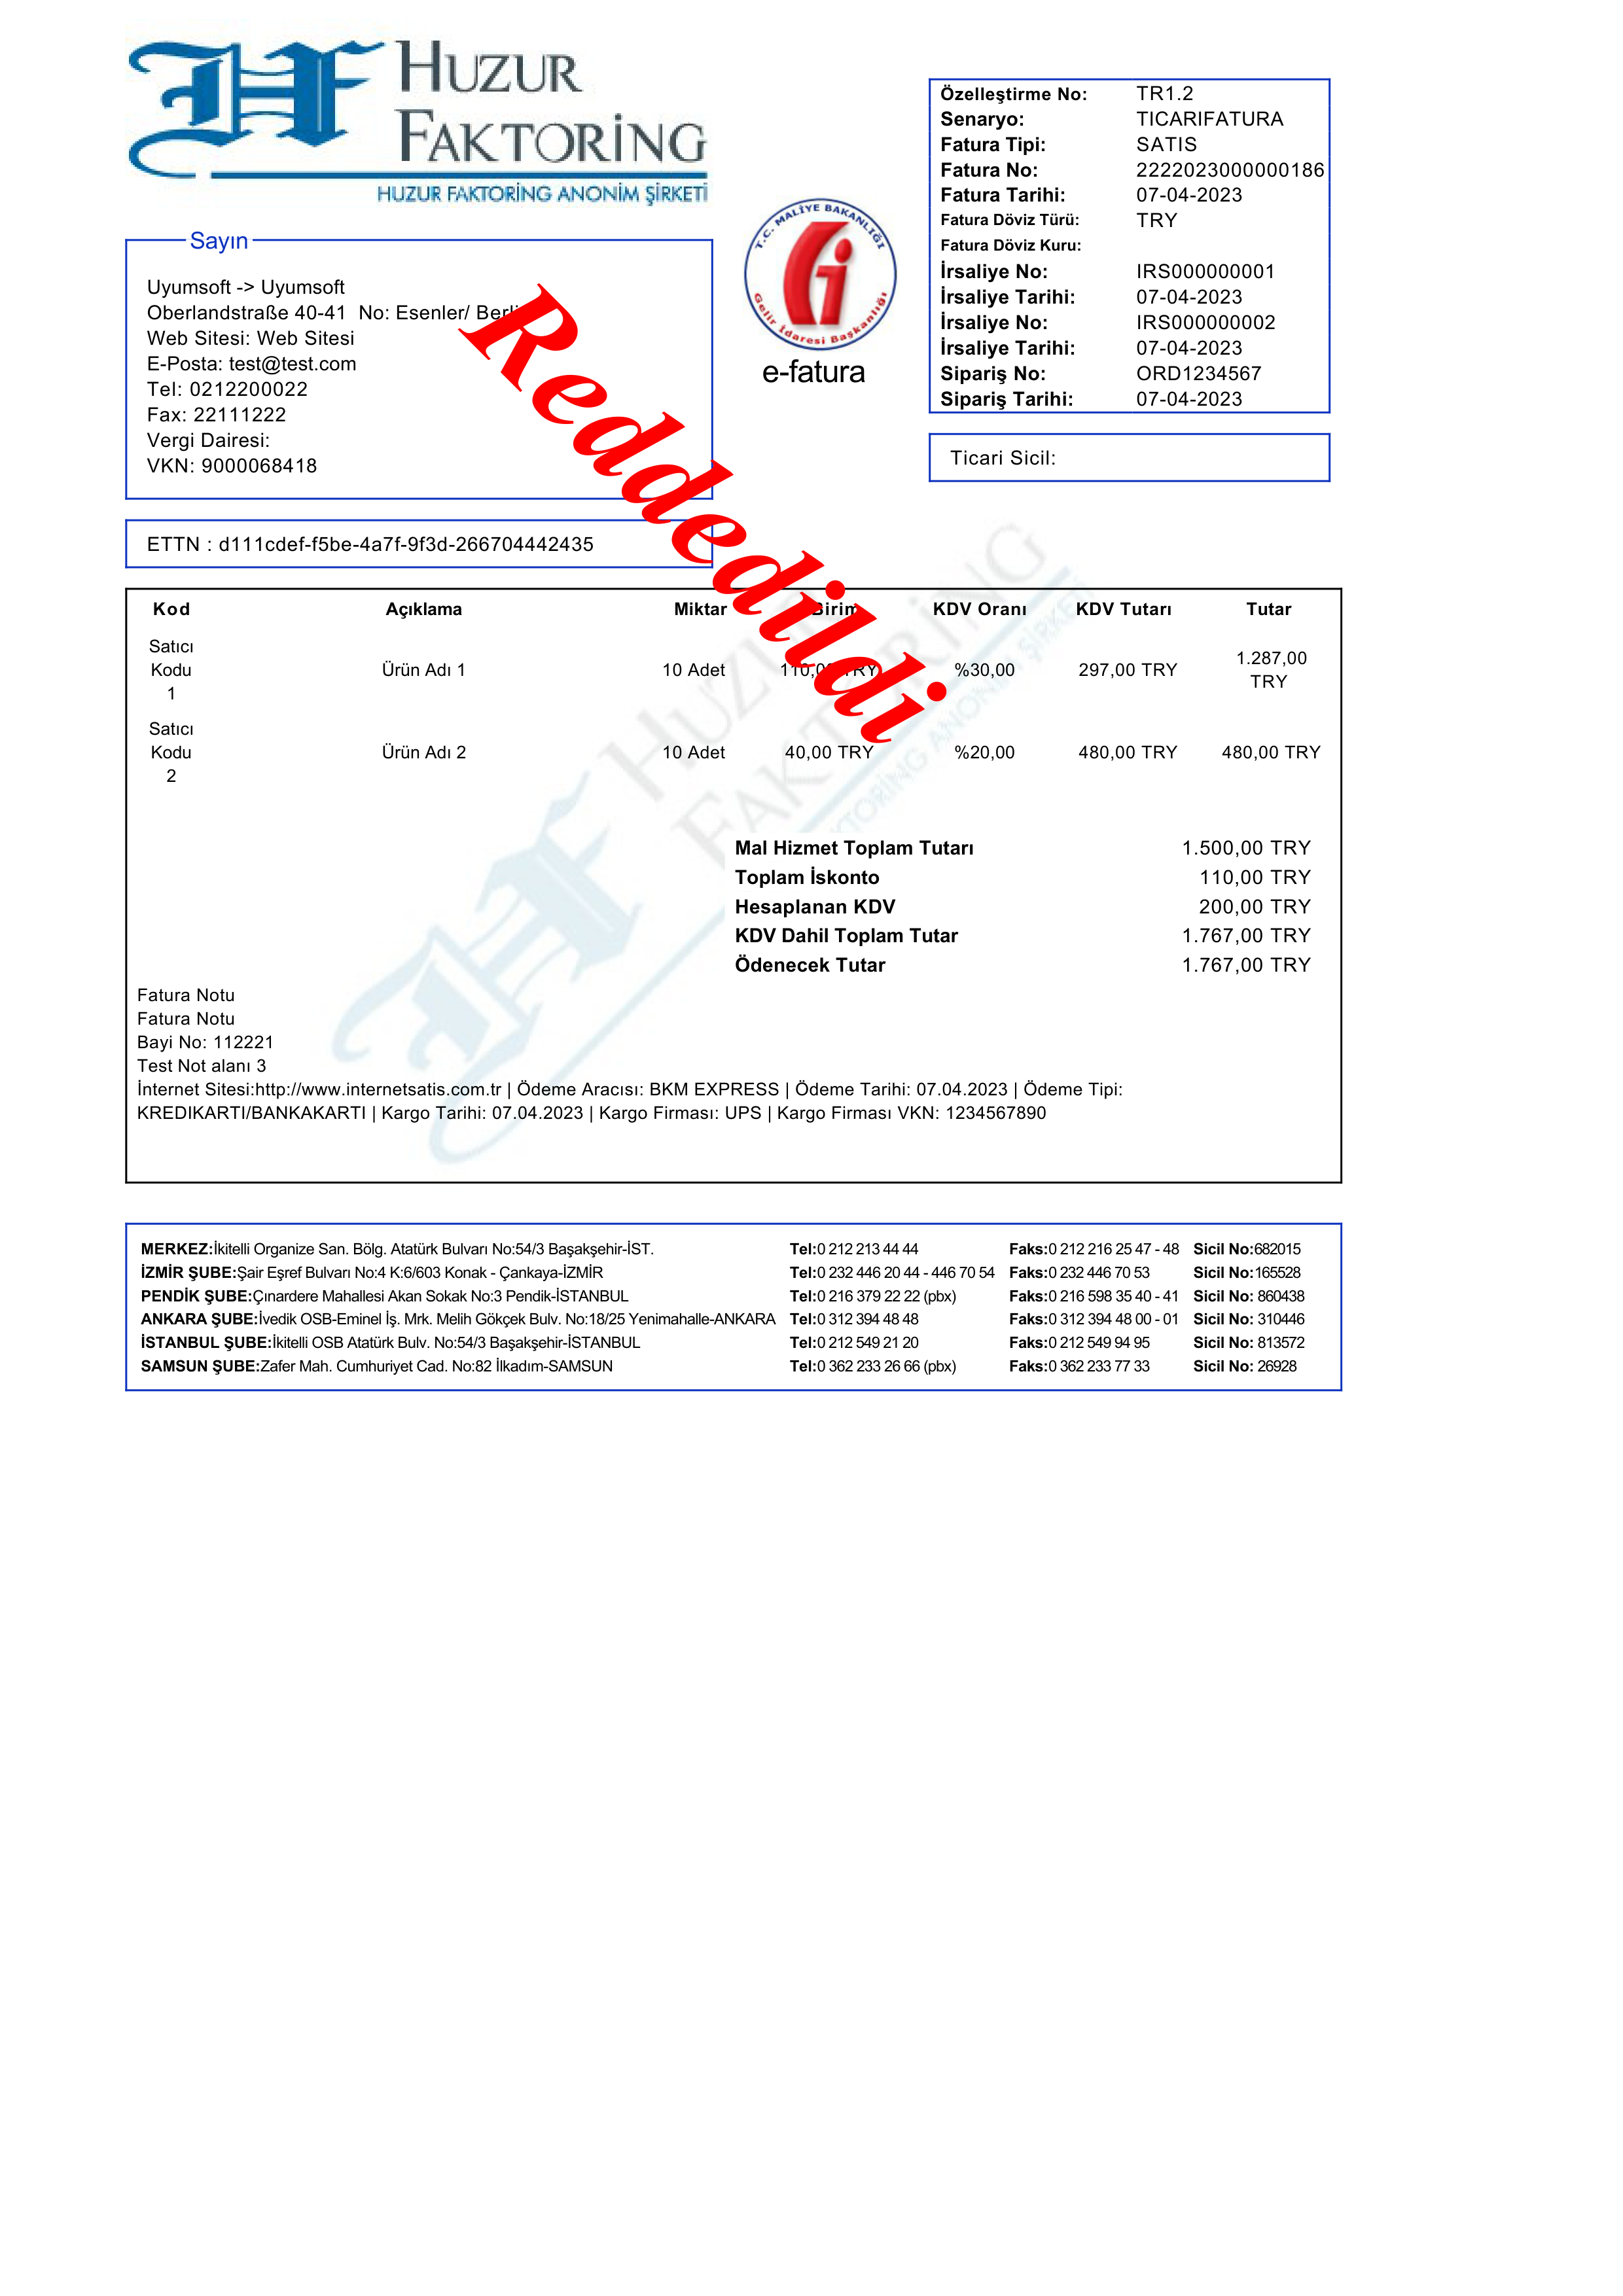 HUZUR
FAKTORİNG
HUZUR FAKTORİNG ANONİM ŞİRKETİ
Özelleştirme No: TR1.2
Senaryo: TICARIFATURA
Fatura Tipi: SATIS
Fatura No: 2222023000000186
Fatura Tarihi: 07-04-2023
Fatura Döviz Türü: TRY
Fatura Döviz Kuru:
İrsaliye No: IRS000000001
İrsaliye Tarihi: 07-04-2023
İrsaliye No: IRS000000002
İrsaliye Tarihi: 07-04-2023
Sipariş No: ORD1234567
Sipariş Tarihi: 07-04-2023
Ticari Sicil:
T.C. MALİYE BAKANLIĞI
Gelir İdaresi Başkanlığı
e-fatura
Sayın
Uyumsoft -> Uyumsoft
Oberlandstraße 40-41 No: Esenler/
Web Sitesi: Web Sitesi
E-Posta: test@test.com
Tel: 0212200022
Fax: 22111222
Vergi Dairesi:
VKN: 9000068418
Reddedildi
ETTN : d111cdef-f5be-4a7f-9f3d-266704442435
Kod Açıklama Miktar Birim KDV Oranı KDV Tutarı Tutar
Satıcı
Kodu
1
Ürün Adı 1 10 Adet 110,00 TRY %30,00 297,00 TRY 1.287,00
TRY
Satıcı
Kodu
2
Ürün Adı 2 10 Adet 40,00 TRY %20,00 480,00 TRY 480,00 TRY
HUZUR
FAKTORİNG
FAKTORİNG ANONİM ŞİRKETİ
Mal Hizmet Toplam Tutarı 1.500,00 TRY
Toplam İskonto 110,00 TRY
Hesaplanan KDV 200,00 TRY
KDV Dahil Toplam Tutar 1.767,00 TRY
Ödenecek Tutar 1.767,00 TRY
Fatura Notu
Fatura Notu
Bayi No: 112221
Test Not alanı 3
İnternet Sitesi:http://www.internetsatis.com.tr | Ödeme Aracısı: BKM EXPRESS | Ödeme Tarihi: 07.04.2023 | Ödeme Tipi:
KREDIKARTI/BANKAKARTI | Kargo Tarihi: 07.04.2023 | Kargo Firması: UPS | Kargo Firması VKN: 1234567890
MERKEZ:İkitelli Organize San. Bölg. Atatürk Bulvarı No:54/3 Başakşehir-İST. Tel:0 212 213 44 44 Faks:0 212 216 25 47 - 48 Sicil No:682015
İZMİR ŞUBE:Şair Eşref Bulvarı No:4 K:6/603 Konak - Çankaya-İZMİR Tel:0 232 446 20 44 - 446 70 54 Faks:0 232 446 70 53 Sicil No:165528
PENDİK ŞUBE:Çınardere Mahallesi Akan Sokak No:3 Pendik-İSTANBUL Tel:0 216 379 22 22 (pbx) Faks:0 216 598 35 40 - 41 Sicil No: 860438
ANKARA ŞUBE:İvedik OSB-Eminel İş. Mrk. Melih Gökçek Bulv. No:18/25 Yenimahalle-ANKARA Tel:0 312 394 48 48 Faks:0 312 394 48 00 - 01 Sicil No: 310446
İSTANBUL ŞUBE:İkitelli OSB Atatürk Bulv. No:54/3 Başakşehir-İSTANBUL Tel:0 212 549 21 20 Faks:0 212 549 94 95 Sicil No: 813572
SAMSUN ŞUBE:Zafer Mah. Cumhuriyet Cad. No:82 İlkadım-SAMSUN Tel:0 362 233 26 66 (pbx) Faks:0 362 233 77 33 Sicil No: 26928